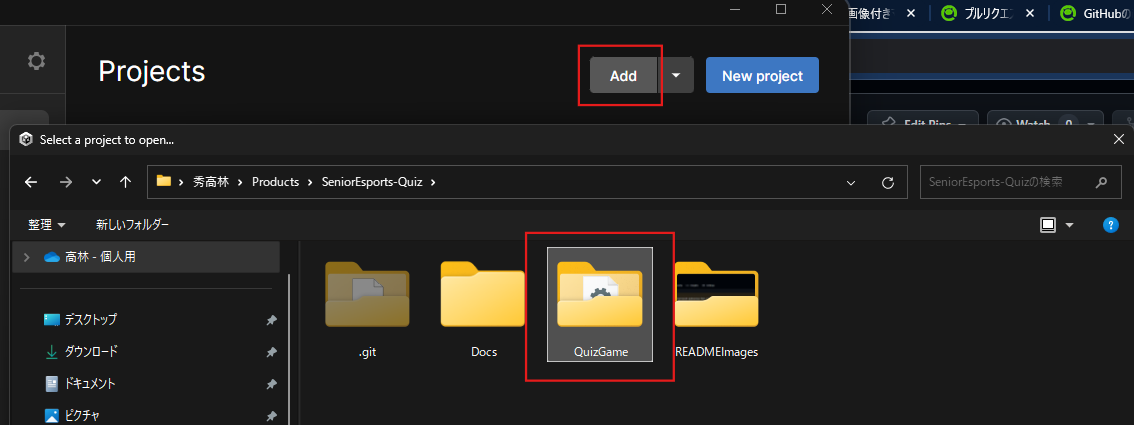 画像付き
プルリクエ
GitHubの
Projects
Add
New project
Edit Pins
Watch 0
Select a project to open...
秀高林 Products SeniorEsports-Quiz
SeniorEsports-Quizの検索
整理
新しいフォルダー
高林 - 個人用
デスクトップ
ダウンロード
ドキュメント
ピクチャ
.git
Docs
QuizGame
READMEImages